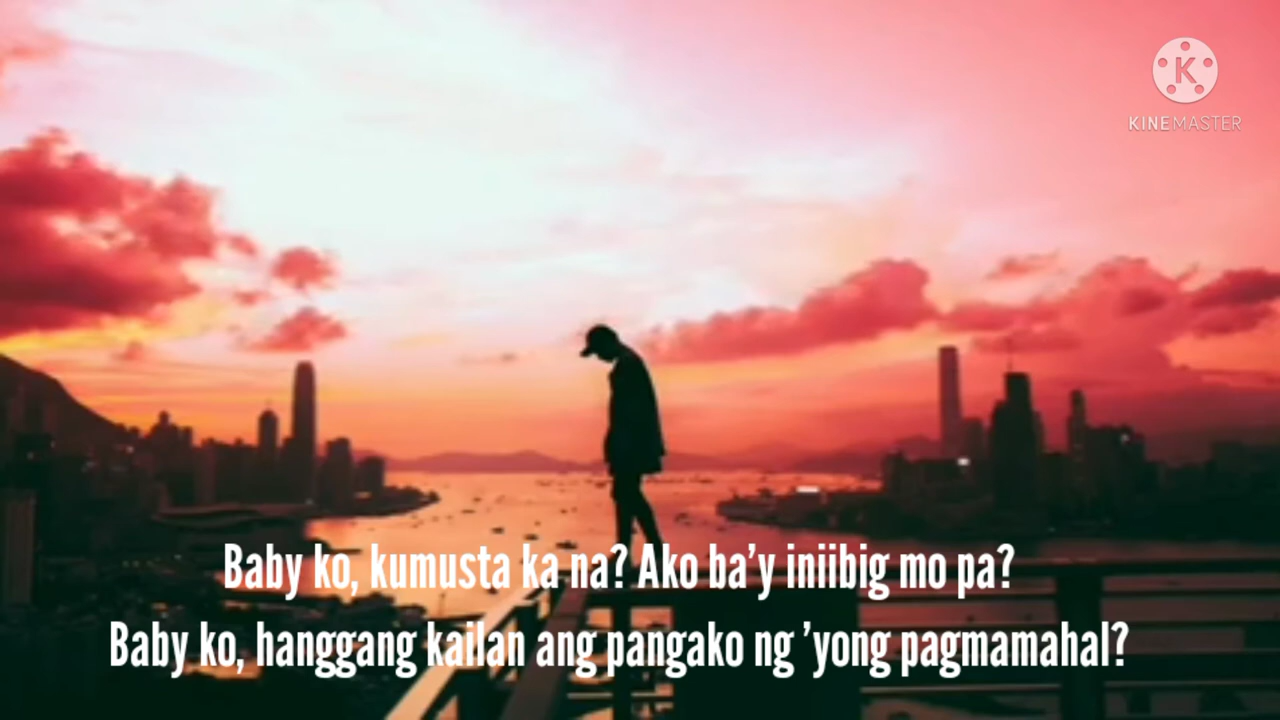 K
KINEMASTER
Baby ko, kumusta ka na? Ako ba’y iniibig mo pa?
Baby ko, hanggang kailan ang pangako ng ’yong pagmamahal?